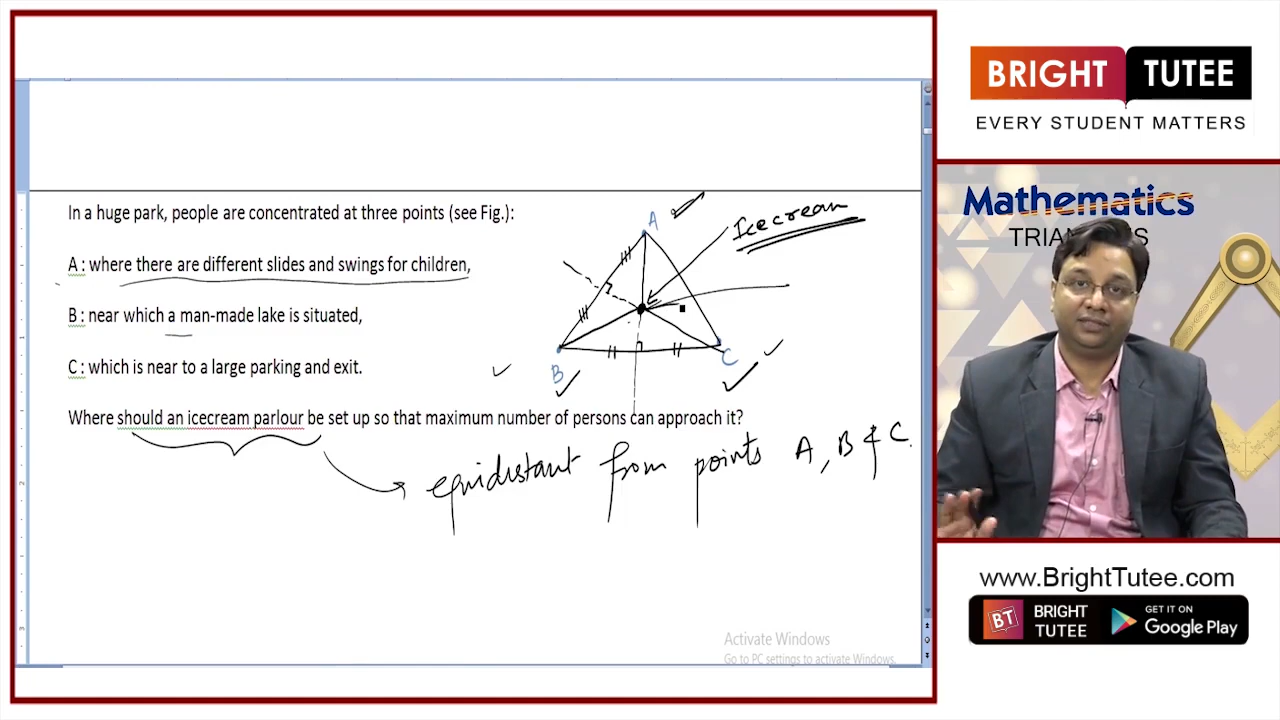 BRIGHT TUTEE
EVERY STUDENT MATTERS
In a huge park, people are concentrated at three points (see Fig.):
A : where there are different slides and swings for children,
B : near which a man-made lake is situated,
C : which is near to a large parking and exit.
Where should an icecream parlour be set up so that maximum number of persons can approach it?
A
Icecream
B
C
equidistant from points A, B & C.
Mathematics
Activate Windows
Go to PC settings to activate Windows.
www.BrightTutee.com
BT
BRIGHT
TUTEE
GET IT ON
Google Play